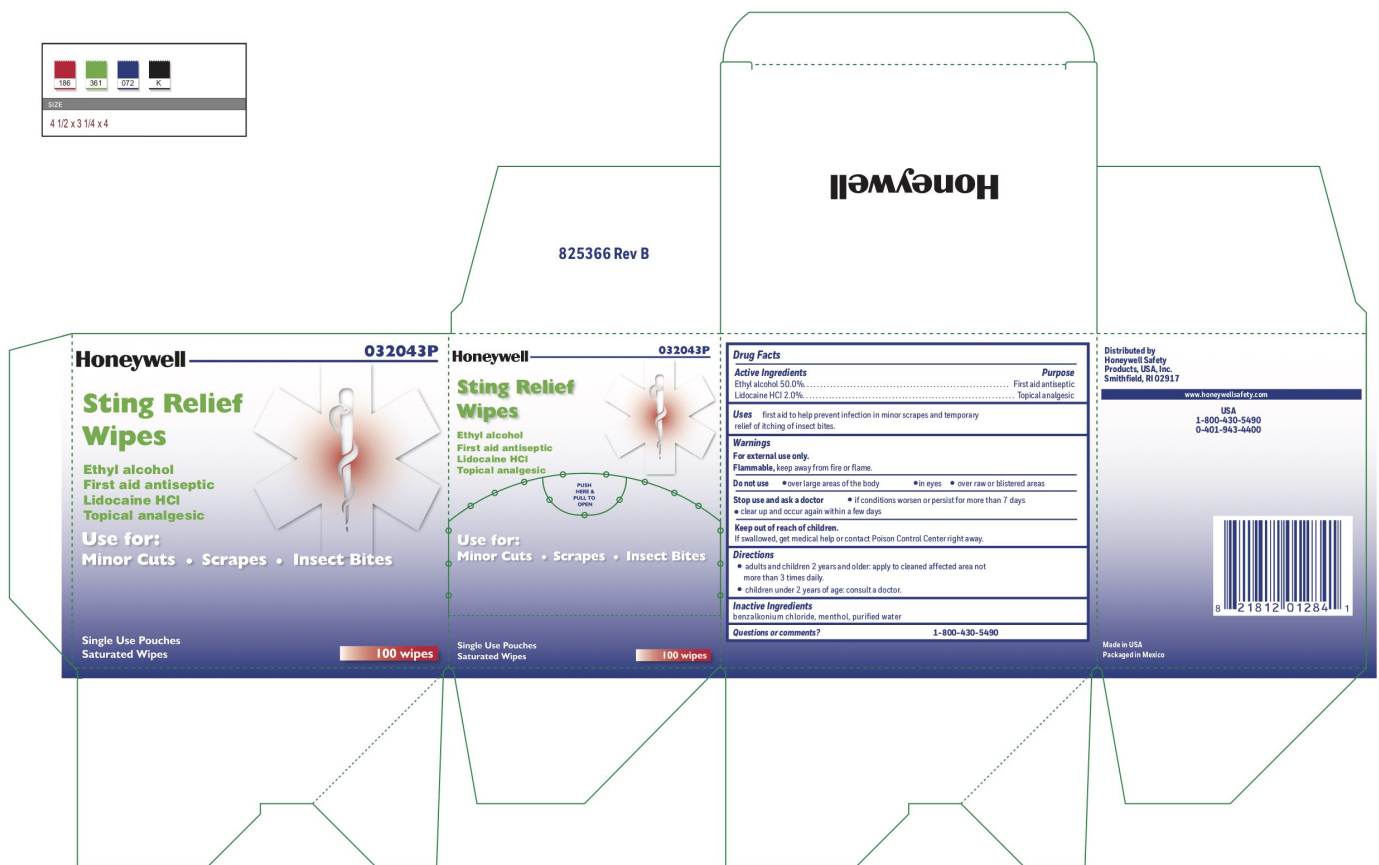 186 361 072 K
SIZE
4 1/2 x 3 1/4 x 4
Honeywell
825366 Rev B
Honeywell 032043P
Sting Relief
Wipes
Ethyl alcohol
First aid antiseptic
Lidocaine HCl
Topical analgesic
Use for:
Minor Cuts • Scrapes • Insect Bites
Single Use Pouches
Saturated Wipes
100 wipes
Honeywell 032043P
Sting Relief
Wipes
Ethyl alcohol
First aid antiseptic
Lidocaine HCl
Topical analgesic
PUSH
HERE &
PULL TO
OPEN
Use for:
Minor Cuts • Scrapes • Insect Bites
Single Use Pouches
Saturated Wipes
100 wipes
Drug Facts
Active Ingredients Purpose
Ethyl alcohol 50.0%. . . . . . . . . . . . . . . . . . . . . . . . . . . . . . First aid antiseptic
Lidocaine HCl 2.0%. . . . . . . . . . . . . . . . . . . . . . . . . . . . . . Topical analgesic
Uses first aid to help prevent infection in minor scrapes and temporary
relief of itching of insect bites.
Warnings
For external use only.
Flammable, keep away from fire or flame.
Do not use • over large areas of the body • in eyes • over raw or blistered areas
Stop use and ask a doctor • if conditions worsen or persist for more than 7 days
• clear up and occur again within a few days
Keep out of reach of children.
If swallowed, get medical help or contact Poison Control Center right away.
Directions
• adults and children 2 years and older: apply to cleaned affected area not
more than 3 times daily.
• children under 2 years of age: consult a doctor.
Inactive Ingredients
benzalkonium chloride, menthol, purified water
Questions or comments? 1-800-430-5490
Distributed by
Honeywell Safety
Products, USA, Inc.
Smithfield, RI 02917
www.honeywellsafety.com
USA
1-800-430-5490
0-401-943-4400
8 21812 01284 1
Made in USA
Packaged in Mexico